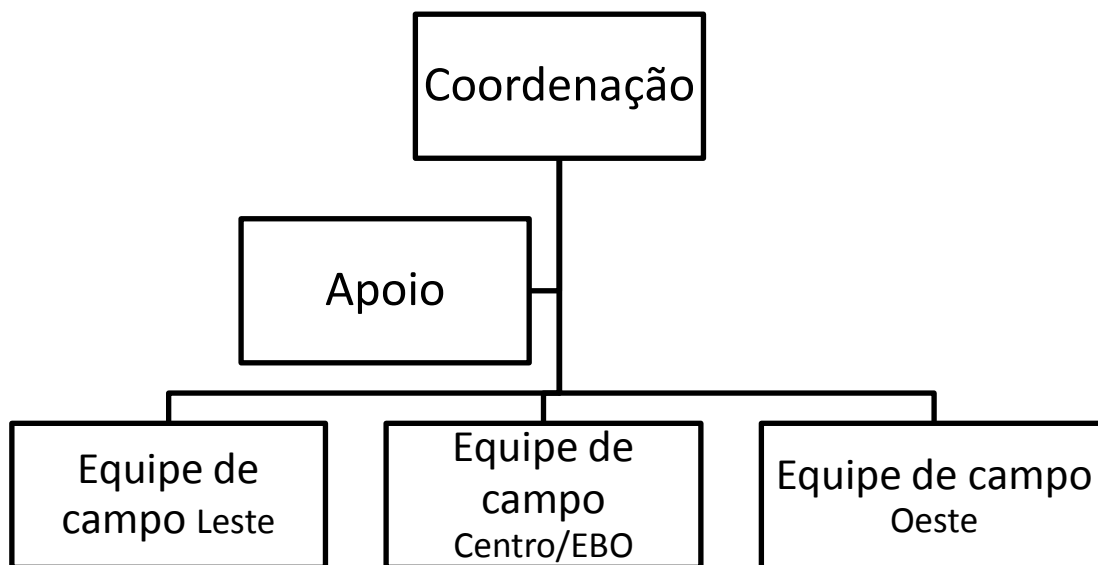 Coordenação
Apoio
Equipe de
campo Leste
Equipe de
campo
Centro/EBO
Equipe de campo
Oeste